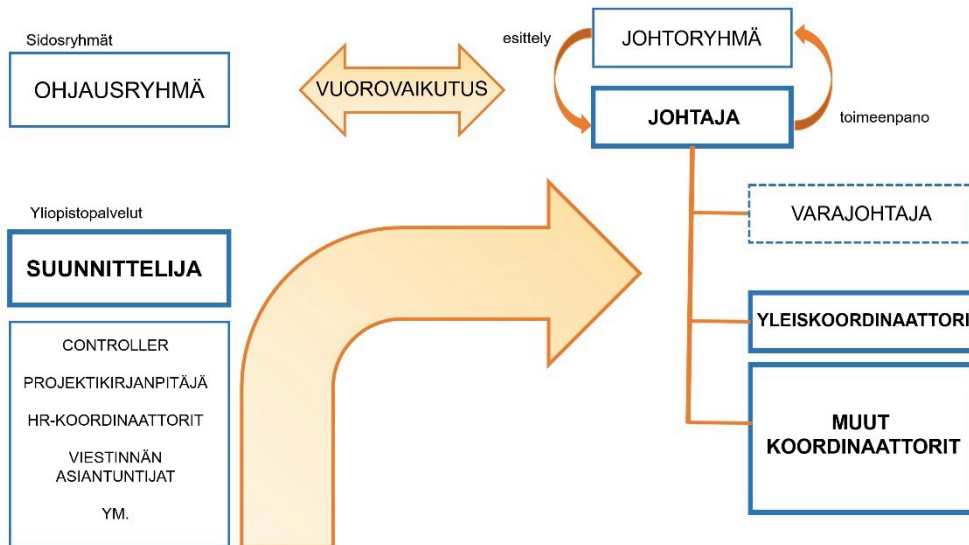 Sidosryhmät
OHJAUSRYHMÄ
VUOROVAIKUTUS
esittely
JOHTORYHMÄ
JOHTAJA
toimeenpano
VARAJOHTAJA
YLEISKOORDINAATTORI
MUUT
KOORDINAATTORIT
Yliopistopalvelut
SUUNNITTELIJA
CONTROLLER
PROJEKTIKIRJANPITÄJÄ
HR-KOORDINAATTORIT
VIESTINNÄN
ASIANTUNTIJAT
YM.